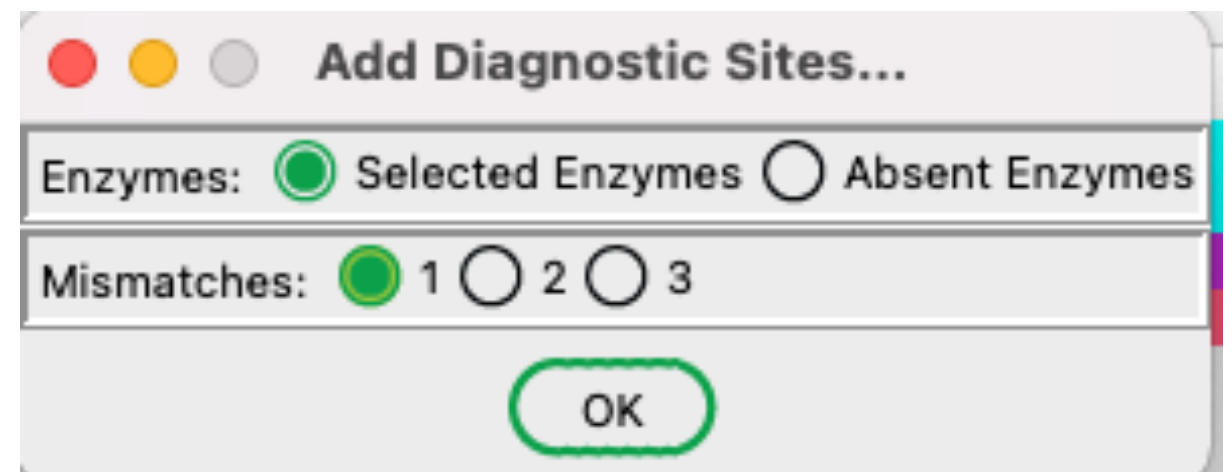 Add Diagnostic Sites...
Enzymes: Selected Enzymes Absent Enzymes
Mismatches: 1 2 3
OK